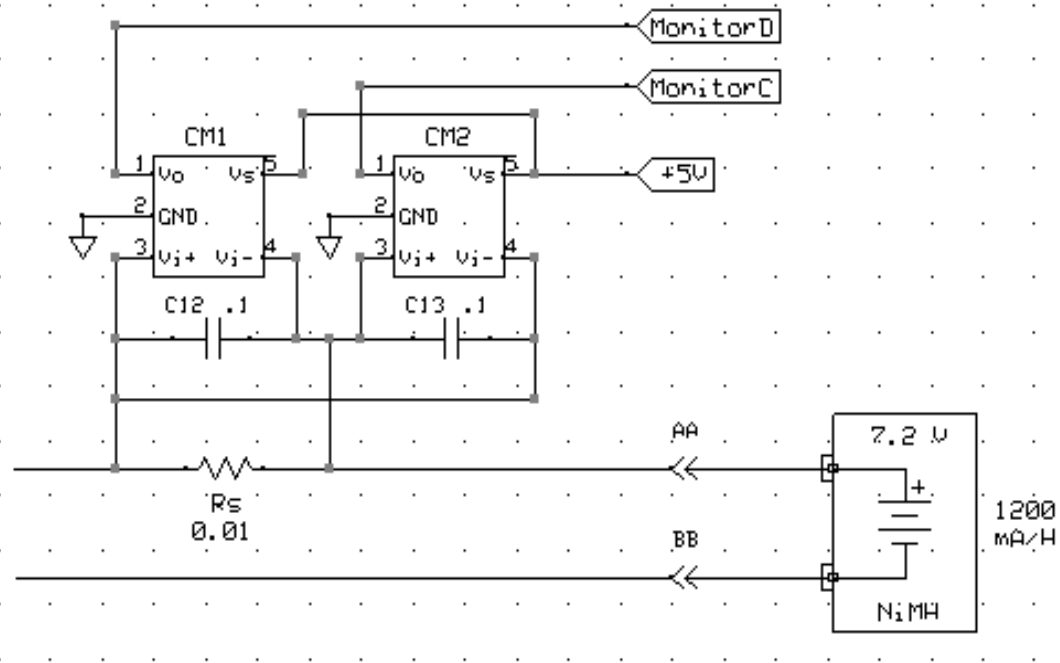 MonitorD
MonitorC
CM1
CM2
1 Vo Vs 5
1 Vo Vs 5
+5V
2 GND
2 GND
3 Vi+ Vi- 4
3 Vi+ Vi- 4
C12 .1
C13 .1
AA
7.2 V
+
Rs
0.01
1200
mA/H
BB
NiMH